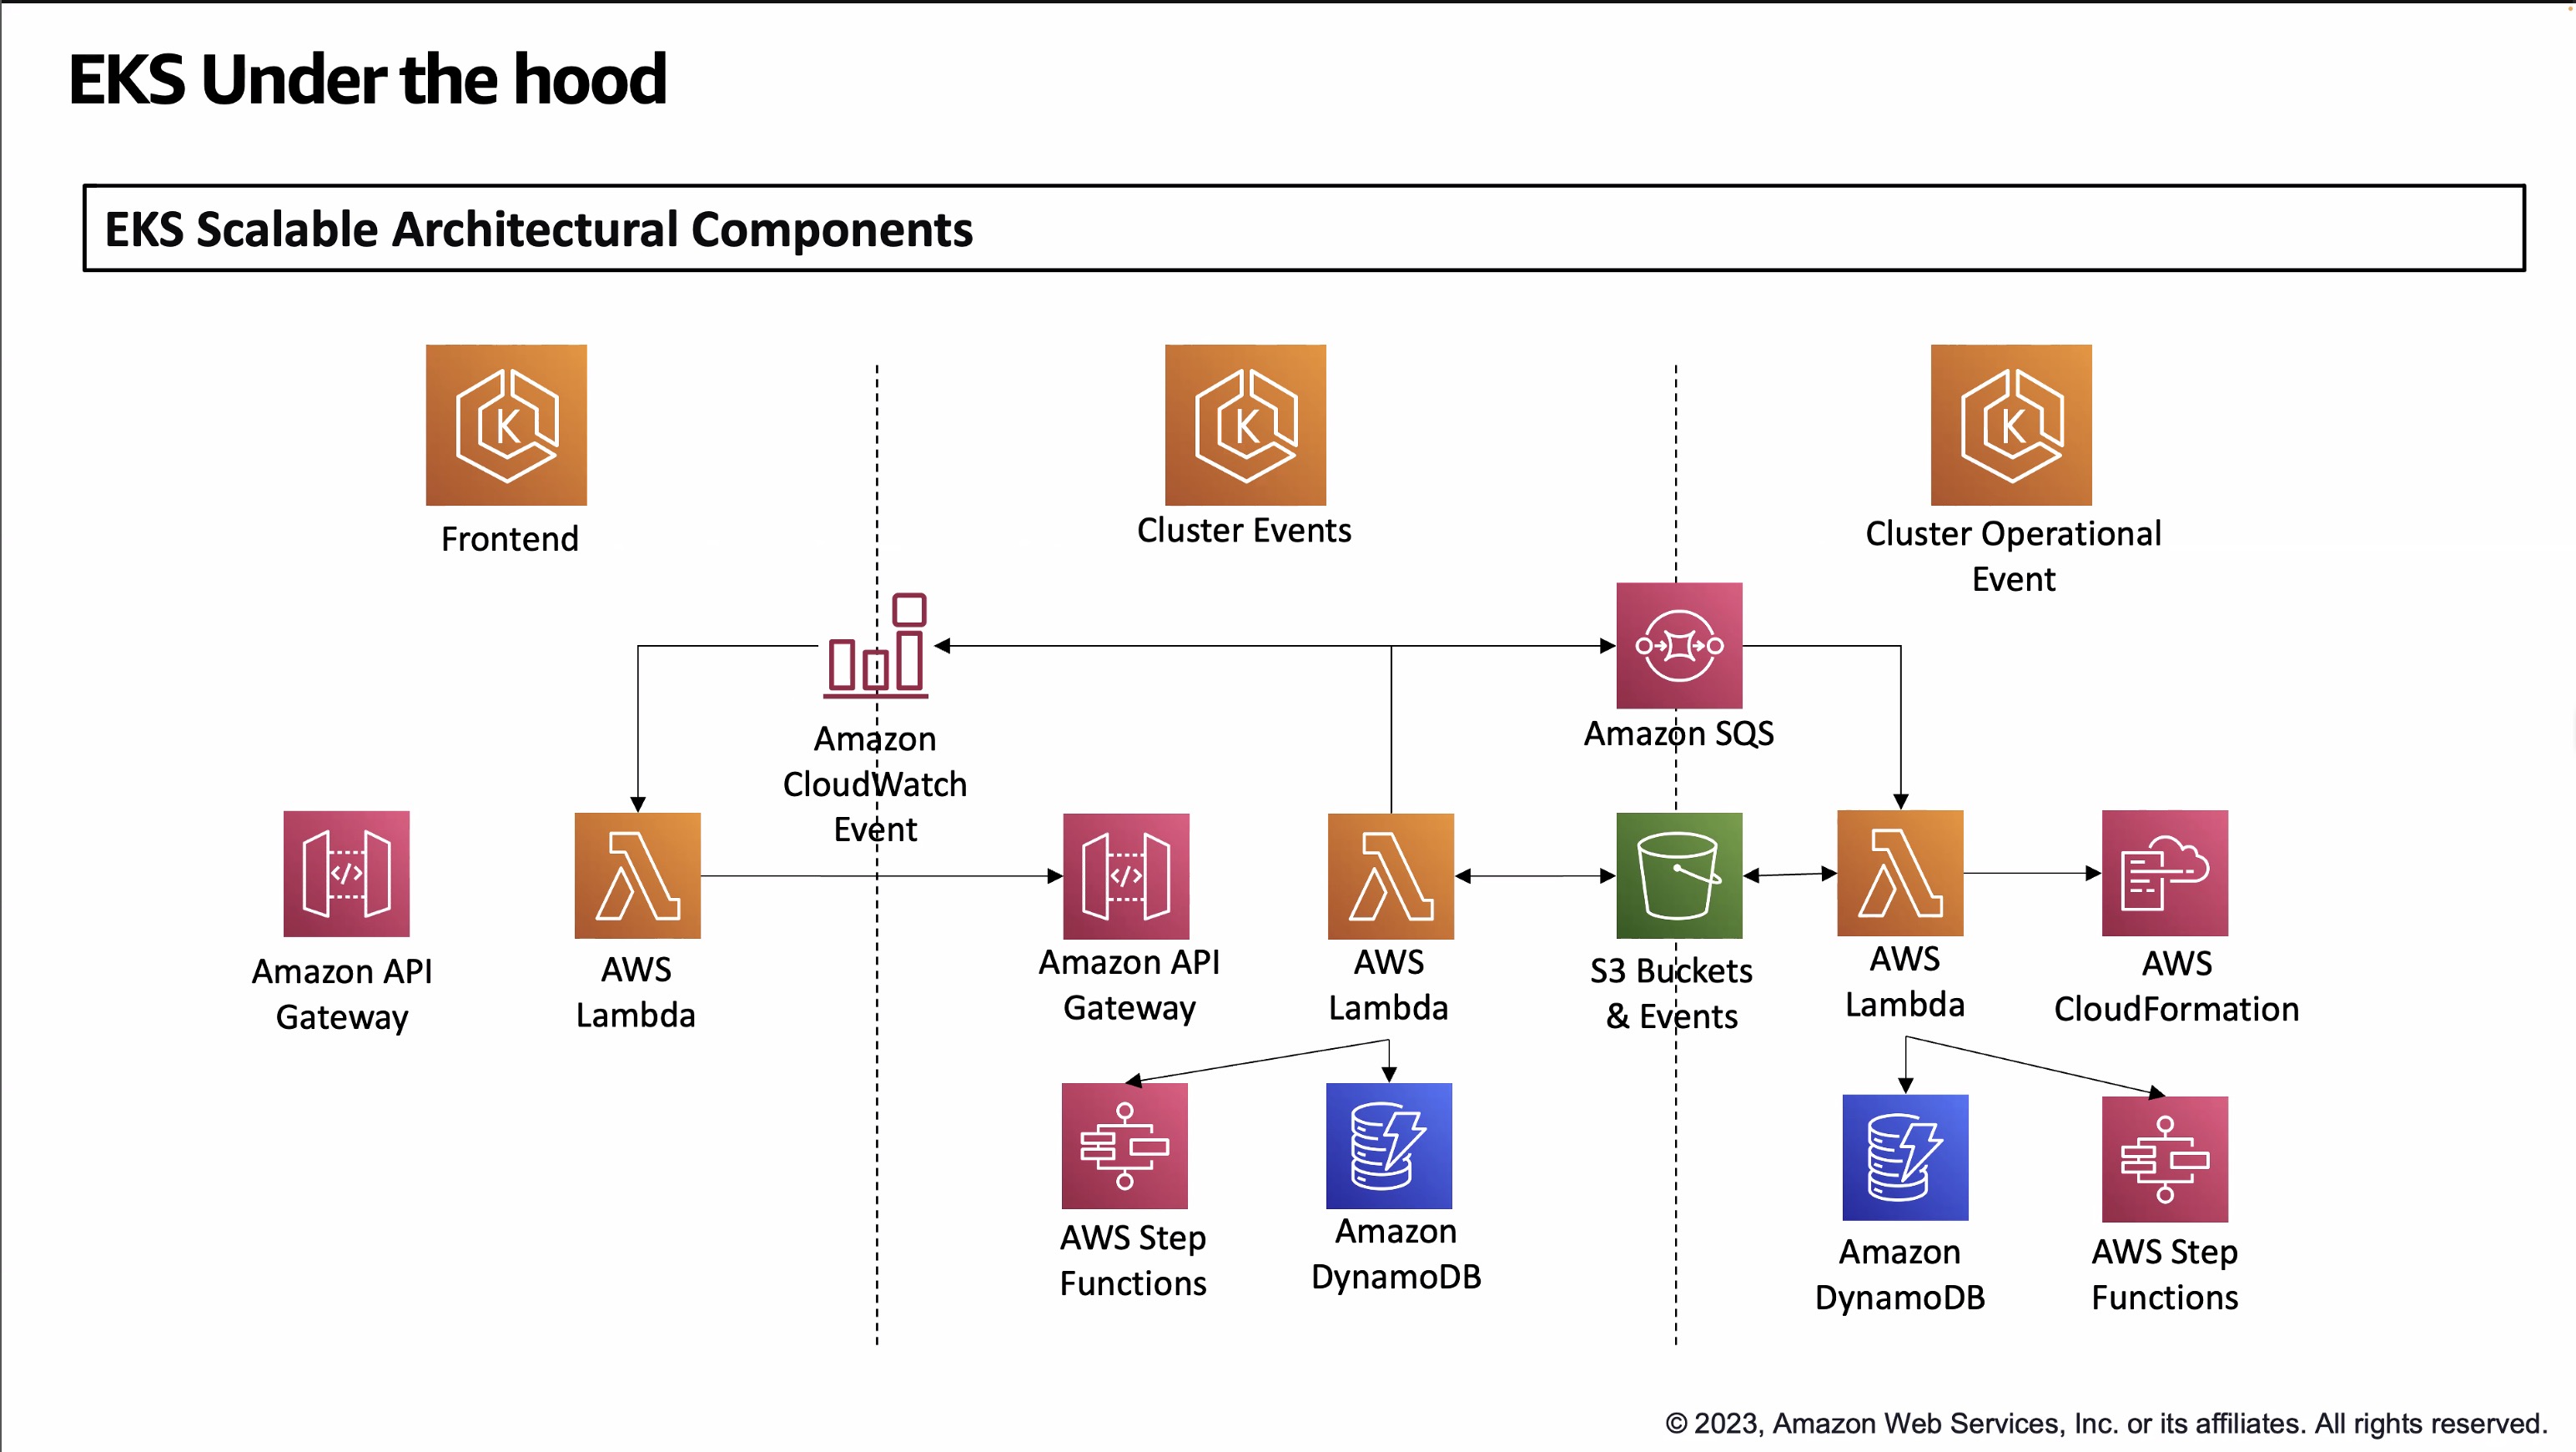 EKS Under the hood
EKS Scalable Architectural Components
Frontend
Cluster Events
Cluster Operational
Event
Amazon
CloudWatch
Event
Amazon SQS
Amazon API
Gateway
AWS
Lambda
Amazon API
Gateway
AWS
Lambda
S3 Buckets
& Events
AWS
Lambda
AWS
CloudFormation
AWS Step
Functions
Amazon
DynamoDB
Amazon
DynamoDB
AWS Step
Functions
© 2023, Amazon Web Services, Inc. or its affiliates. All rights reserved.